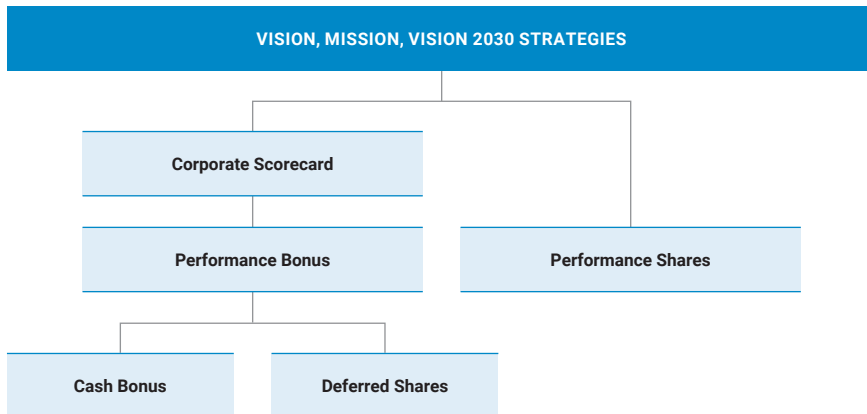 VISION, MISSION, VISION 2030 STRATEGIES
Corporate Scorecard
Performance Bonus
Performance Shares
Cash Bonus
Deferred Shares